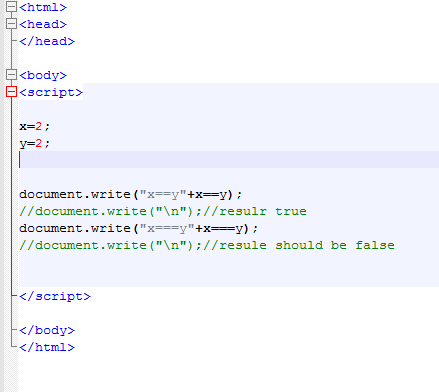 <html>
<head>
</head>
<body>
<script>
x=2;
y=2;
document.write("x==y"+x==y);
//document.write("\n");//resulr true
document.write("x===y"+x===y);
//document.write("\n");//resule should be false
</script>
</body>
</html>